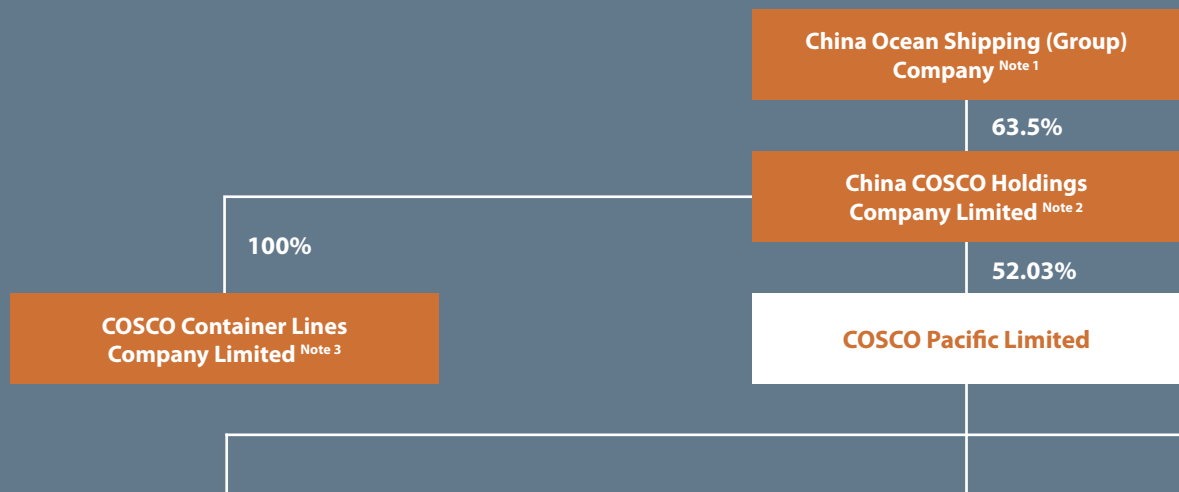 China Ocean Shipping (Group)
Company Note 1
63.5%
China COSCO Holdings
Company Limited Note 2
100%
52.03%
COSCO Container Lines
Company Limited Note 3
COSCO Pacific Limited